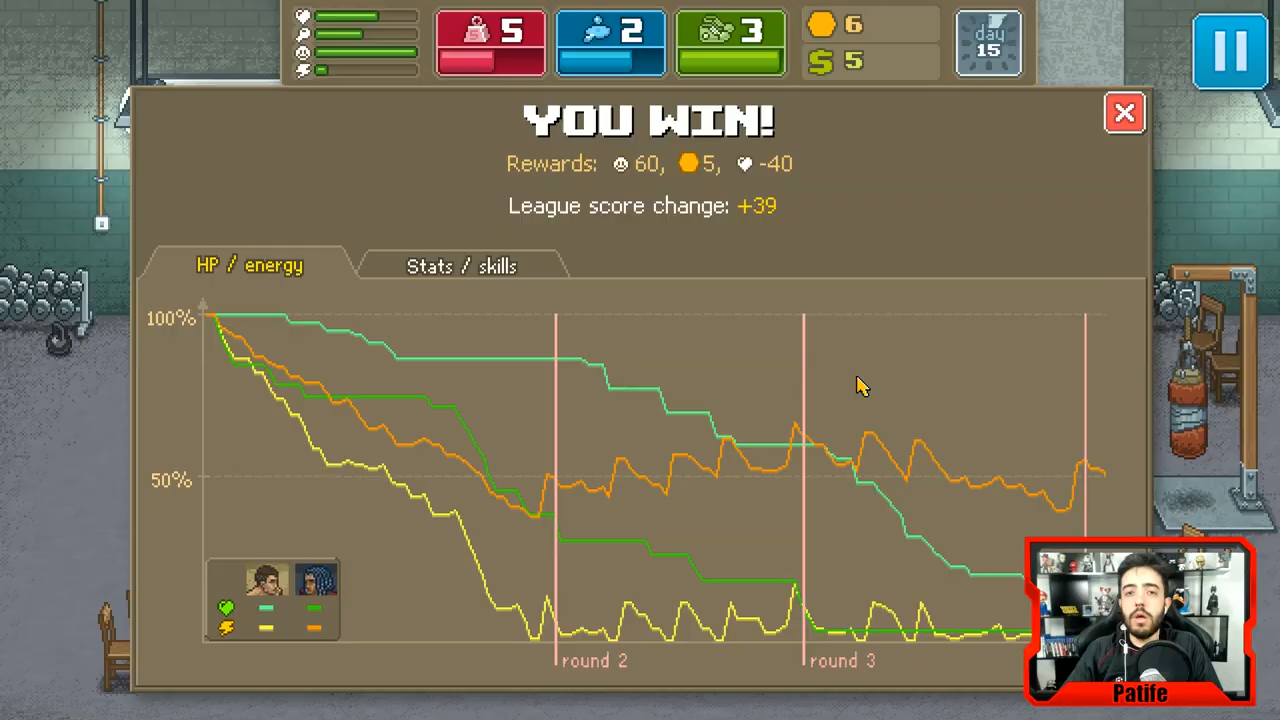 5 2 3 6
$ 5
day
15
YOU WIN!
Rewards: 60, 5, -40
League score change: +39
HP / energy Stats / skills
100%
50%
round 2 round 3
Patife